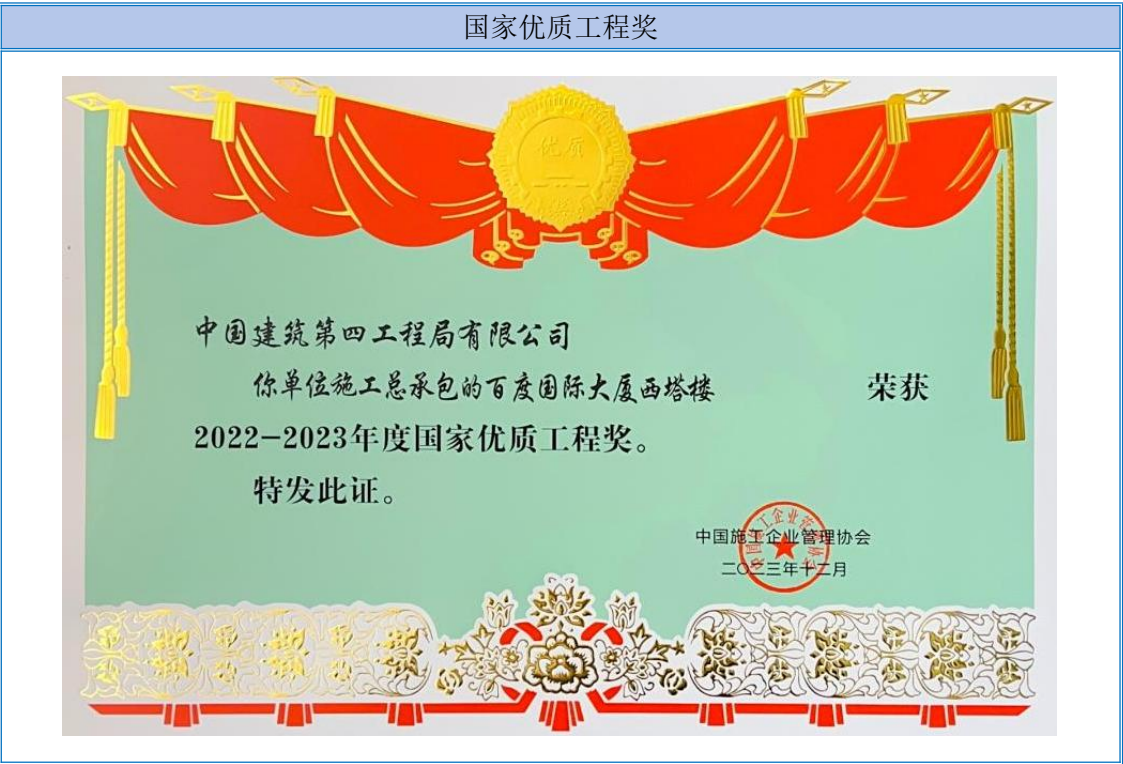 国家优质工程奖
优质
中国建筑第四工程局有限公司
你单位施工总承包的百度国际大厦西塔楼 荣获
2022-2023年度国家优质工程奖。
特发此证。
中国施工企业管理协会
二〇二三年十二月